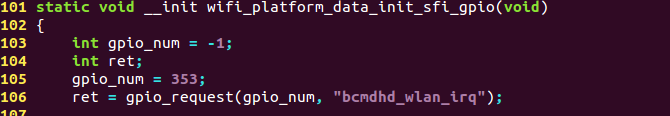 101 static void __init wifi_platform_data_init_sfi_gpio(void)
102 {
103     int gpio_num = -1;
104     int ret;
105     gpio_num = 353;
106     ret = gpio_request(gpio_num, "bcmdhd_wlan_irq");
107